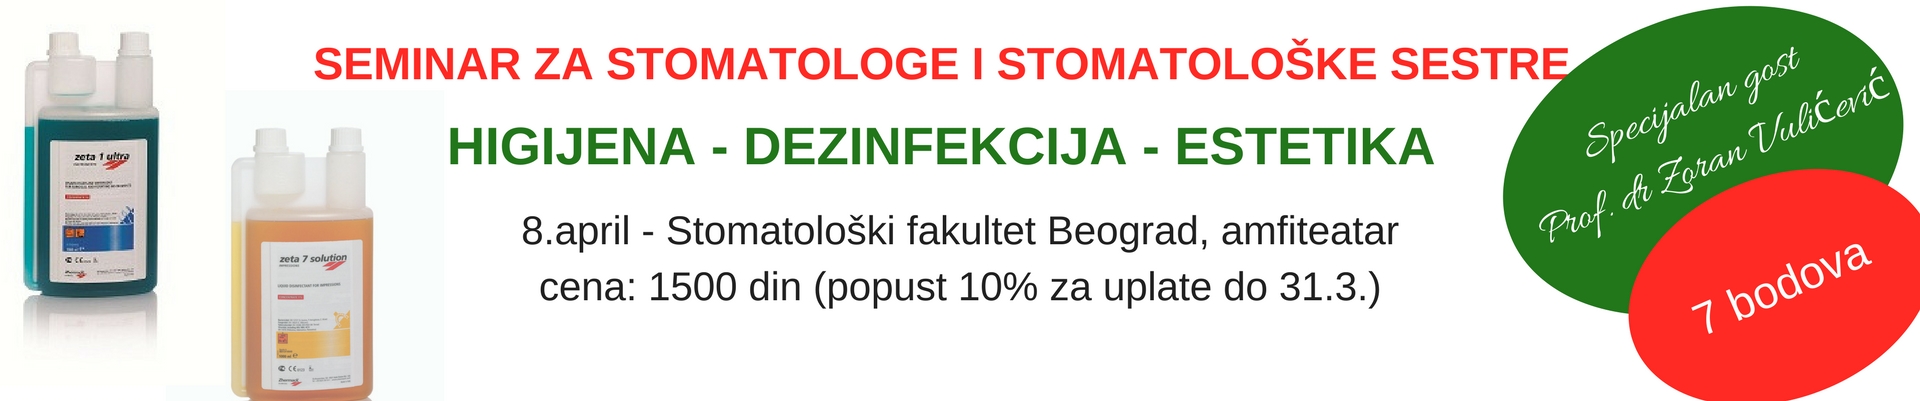 SEMINAR ZA STOMATOLOGE I STOMATOLOŠKE SESTRE
HIGIJENA - DEZINFEKCIJA - ESTETIKA
8.april - Stomatološki fakultet Beograd, amfiteatar
cena: 1500 din (popust 10% za uplate do 31.3.)
Specijalan gost
Prof. dr Zoran Vulićević
7 bodova
zeta 1 ultra
zeta 7 solution